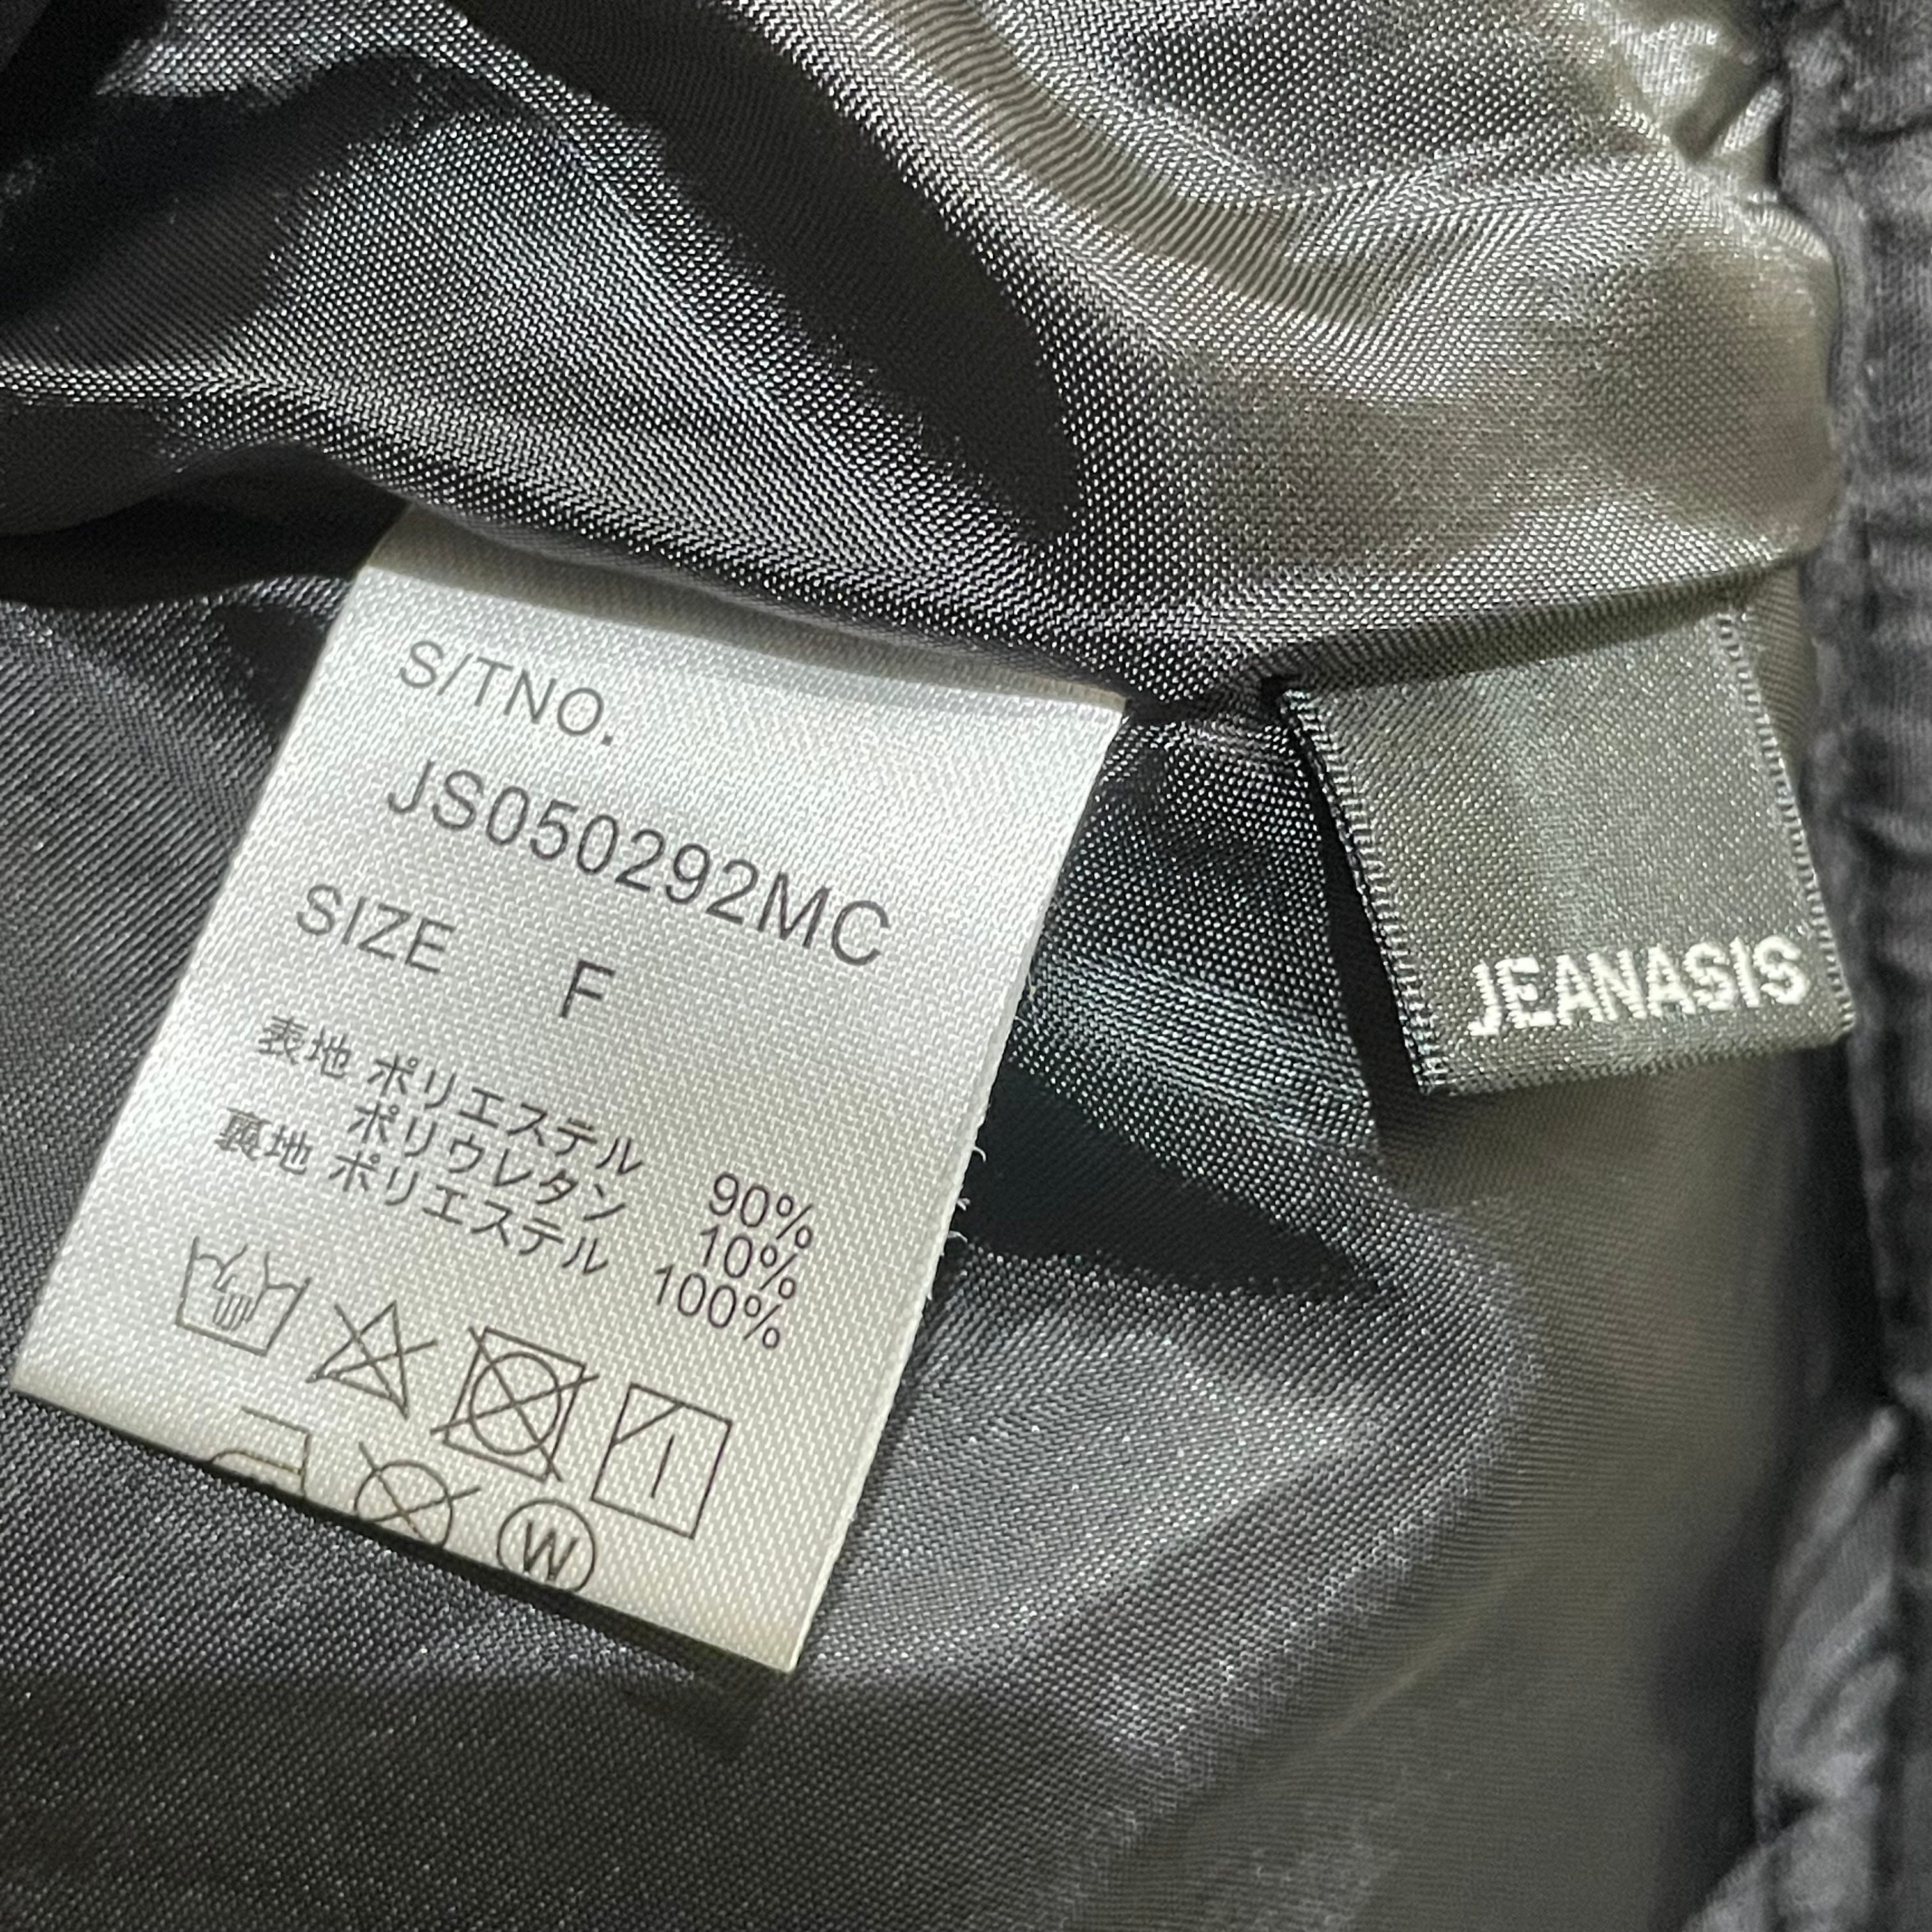 S/TNO.
JS050292MC
SIZE F
表地 ポリエステル 90%
ポリウレタン 10%
裏地 ポリエステル 100%
W
JEANASIS